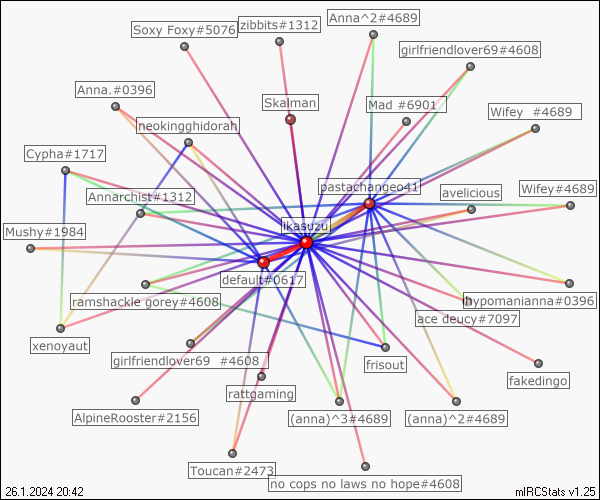 Soxy Foxy#5076
zibbits#1312
Anna^2#4689
girlfriendlover69#4608
Anna.#0396
Skalman
Mad #6901
neokingghidorah
Wifey #4689
Cypha#1717
Annarchist#1312
pastachangeo41
avelicious
Wifey#4689
Mushy#1984
ikasuzu
default#0617
ramshackle gorey#4608
hypomanianna#0396
ace deucy#7097
xenoyaut
girlfriendlover69 #4608
frisout
rattgaming
fakedingo
AlpineRooster#2156
(anna)^3#4689
(anna)^2#4689
Toucan#2473
no cops no laws no hope#4608
26.1.2024 20:42
mIRCStats v1.25